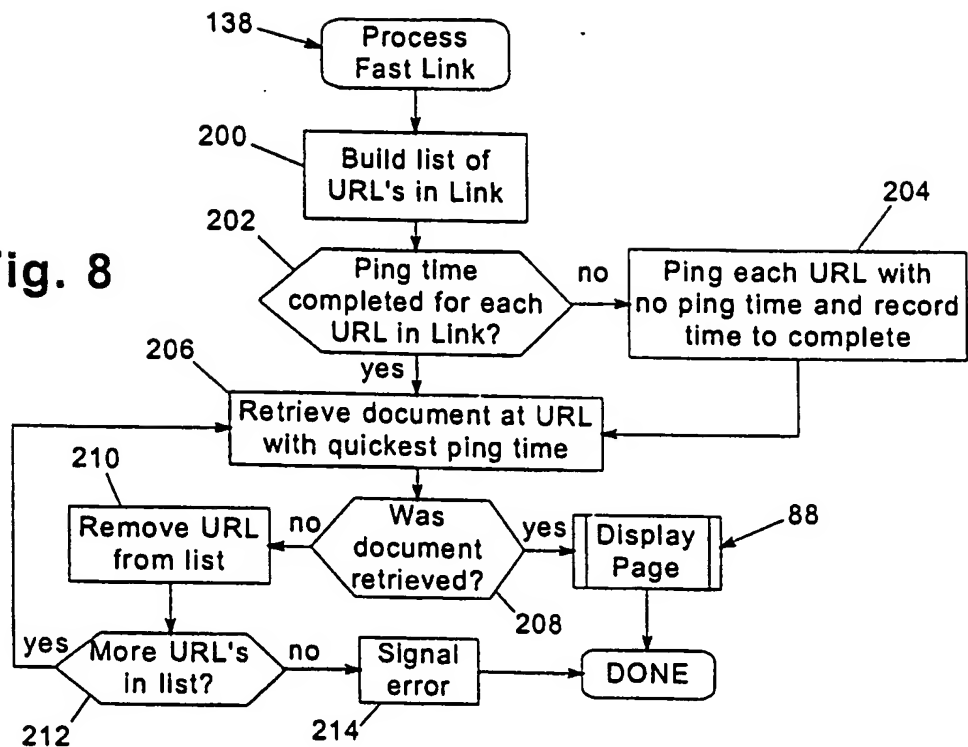 138
Process
Fast Link
200
Build list of
URL's in Link
202
204
ig. 8
Ping time
completed for each
URL in Link?
no
Ping each URL with
no ping time and record
time to complete
206
yes
Retrieve document at URL
with quickest ping time
210
Remove URL
from list
no
Was
document
retrieved?
yes
Display
Page
88
208
yes
More URL's
in list?
no
Signal
error
DONE
212
214